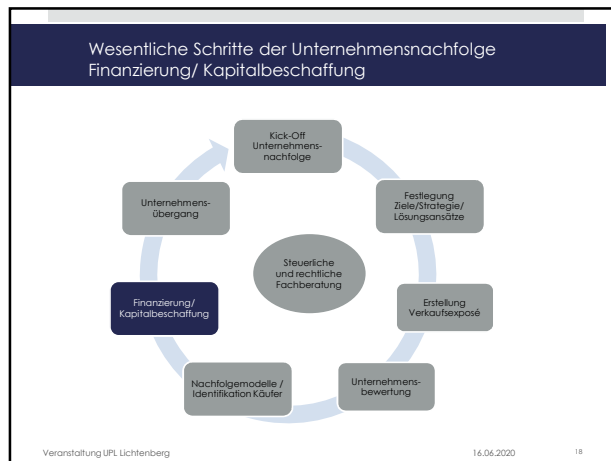 Wesentliche Schritte der Unternehmensnachfolge
Finanzierung/ Kapitalbeschaffung
Kick-Off
Unternehmens-
nachfolge
Festlegung
Ziele/Strategie/
Lösungsansätze
Erstellung
Verkaufsexposé
Unternehmens-
bewertung
Nachfolgemodelle /
Identifikation Käufer
Finanzierung/
Kapitalbeschaffung
Unternehmens-
übergang
Steuerliche
und rechtliche
Fachberatung
Veranstaltung UPL Lichtenberg
16.06.2020
18